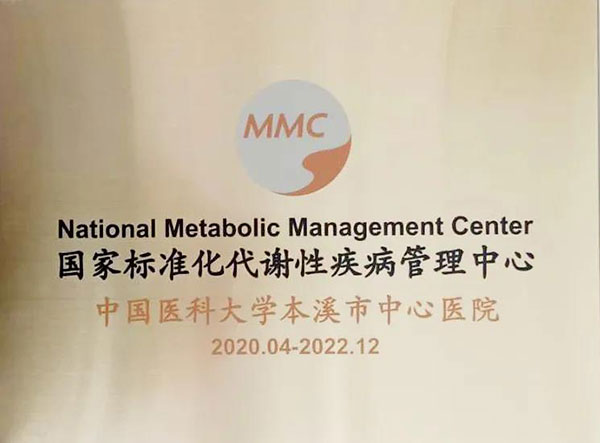 MMC
National Metabolic Management Center
国家标准化代谢性疾病管理中心
中国医科大学本溪市中心医院
2020.04-2022.12